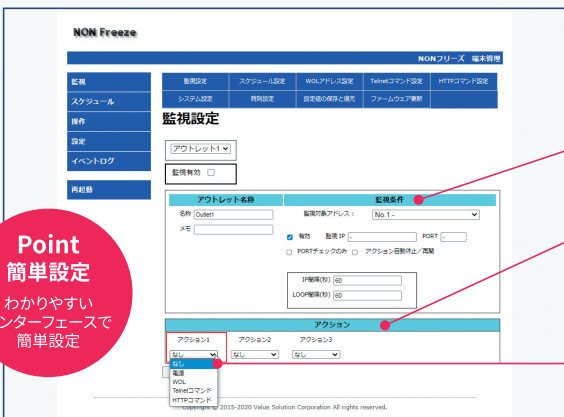 NON Freeze
NONフリーズ 端末管理
監視
スケジュール
操作
設定
イベントログ
再起動
監視設定 スケジュール設定 WOLアドレス設定 Telnetコマンド設定 HTTPコマンド設定
システム設定 時刻設定 設定値の保存と復元 ファームウェア更新
監視設定
アウトレット1
監視有効
アウトレット名称 監視条件
名称 Outlet1 監視対象アドレス： No.1 -
メモ
有効 監視 IP - PORT -
PORTチェックのみ アクション自動休止／再開
IP間隔(秒) 60
LOOP間隔(秒) 60
アクション
アクション1 アクション2 アクション3
なし なし なし
なし
電源
WOL
Telnetコマンド
HTTPコマンド
Copyright © 2015-2020 Value Solution Corporation All rights reserved.
Point
簡単設定
わかりやすい
ンターフェースで
簡単設定